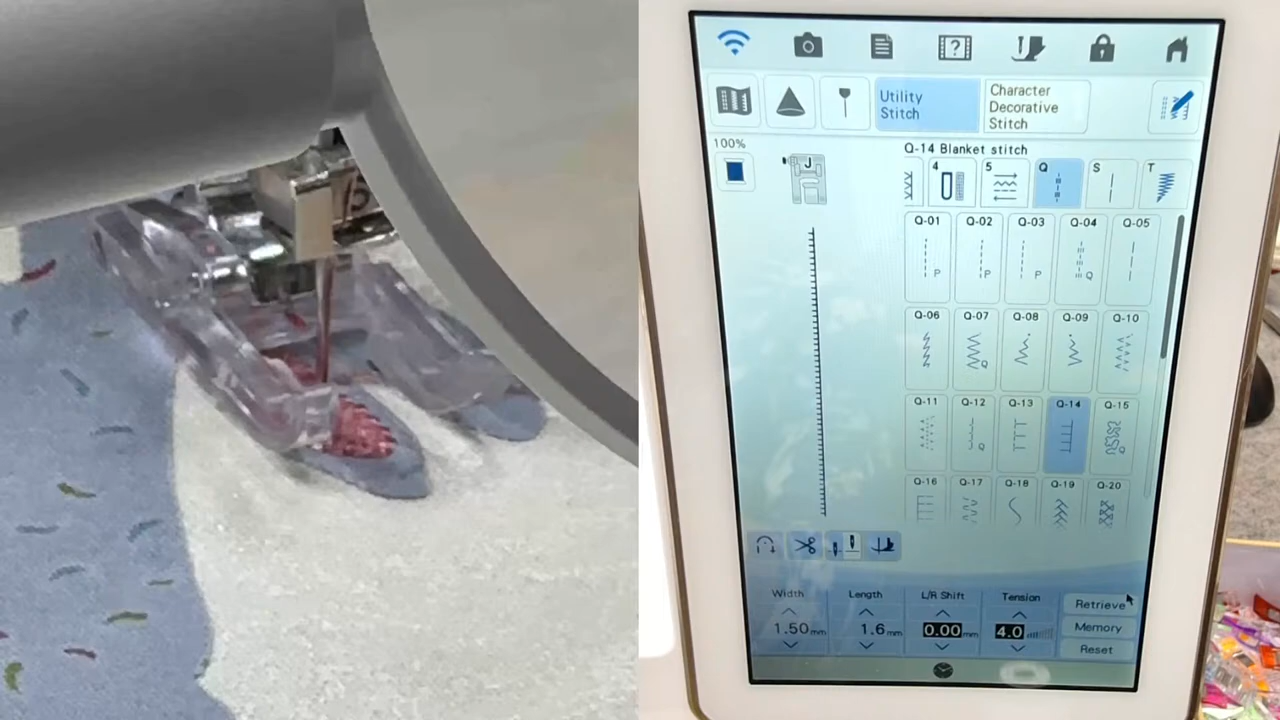 Utility
Stitch
Character
Decorative
Stitch
100%
J
Q-14 Blanket stitch
4
5
Q
S
T
Q-01
Q-02
Q-03
Q-04
Q-05
P
P
P
Q
Q-06
Q-07
Q-08
Q-09
Q-10
Q
Q-11
Q-12
Q-13
Q-14
Q-15
Q
Q
Q-16
Q-17
Q-18
Q-19
Q-20
Width
Length
L/R Shift
Tension
Retrieve
1.50mm
1.6mm
0.00mm
4.0
Memory
Reset